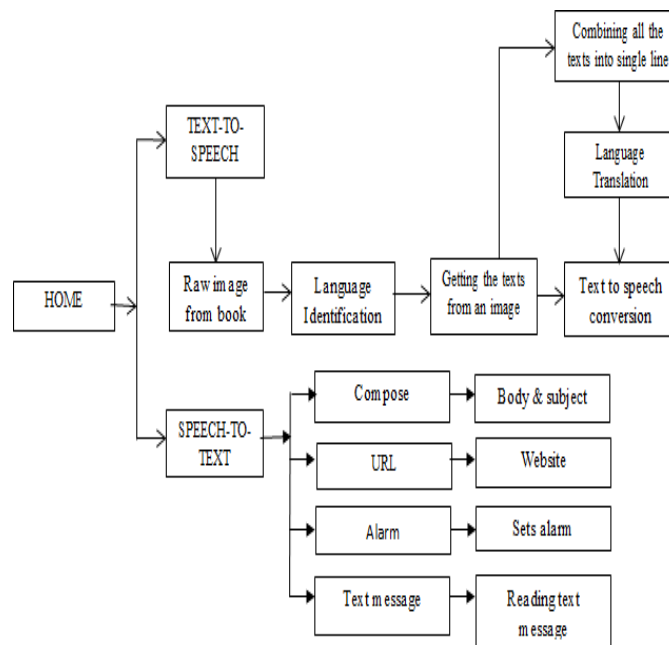 Combining all the
texts into single line
TEXT-TO-
SPEECH
Language
Translation
HOME
Raw image
from book
Language
Identification
Getting the texts
from an image
Text to speech
conversion
SPEECH-TO-
TEXT
Compose
Body & subject
URL
Website
Alarm
Sets alarm
Text message
Reading text
message